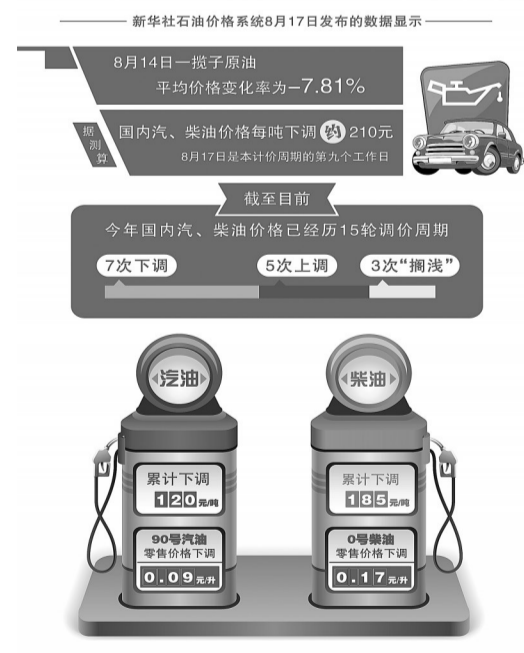 新华社石油价格系统8月17日发布的数据显示
8月14日一揽子原油
平均价格变化率为–7.81%
据测算
国内汽、柴油价格每吨下调约210元
8月17日是本计价周期的第九个工作日
截至目前
今年国内汽、柴油价格已经历15轮调价周期
7次下调 5次上调 3次“搁浅”
汽油
累计下调
120元/吨
90号汽油
零售价格下调
0.09元/升
柴油
累计下调
185元/吨
0号柴油
零售价格下调
0.17元/升